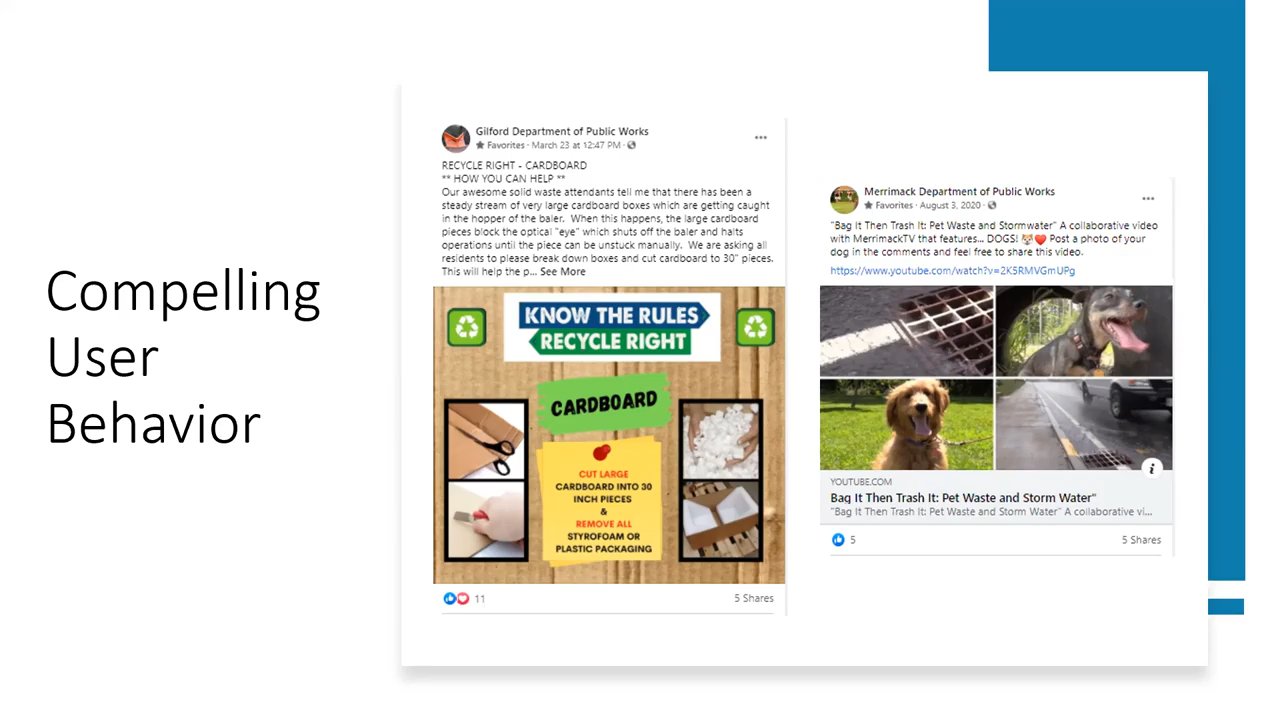 Compelling
User
Behavior
Gilford Department of Public Works
Favorites · March 23 at 12:47 PM ·
RECYCLE RIGHT - CARDBOARD
** HOW YOU CAN HELP **
Our awesome solid waste attendants tell me that there has been a
steady stream of very large cardboard boxes which are getting caught
in the hopper of the baler. When this happens, the large cardboard
pieces block the optical "eye" which shuts off the baler and halts
operations until the piece can be unstuck manually. We are asking all
residents to please break down boxes and cut cardboard to 30" pieces.
This will help the p... See More
KNOW THE RULES
RECYCLE RIGHT
CARDBOARD
CUT LARGE
CARDBOARD INTO 30
INCH PIECES
&
REMOVE ALL
STYROFOAM OR
PLASTIC PACKAGING
11
5 Shares
Merrimack Department of Public Works
Favorites · August 3, 2020 ·
"Bag It Then Trash It: Pet Waste and Stormwater" A collaborative video
with MerrimackTV that features... DOGS! 🐶❤️ Post a photo of your
dog in the comments and feel free to share this video.
https://www.youtube.com/watch?v=2K5RMVGmUPg
YOUTUBE.COM
Bag It Then Trash It: Pet Waste and Storm Water"
"Bag It Then Trash It: Pet Waste and Storm Water" A collaborative vi...
5
5 Shares